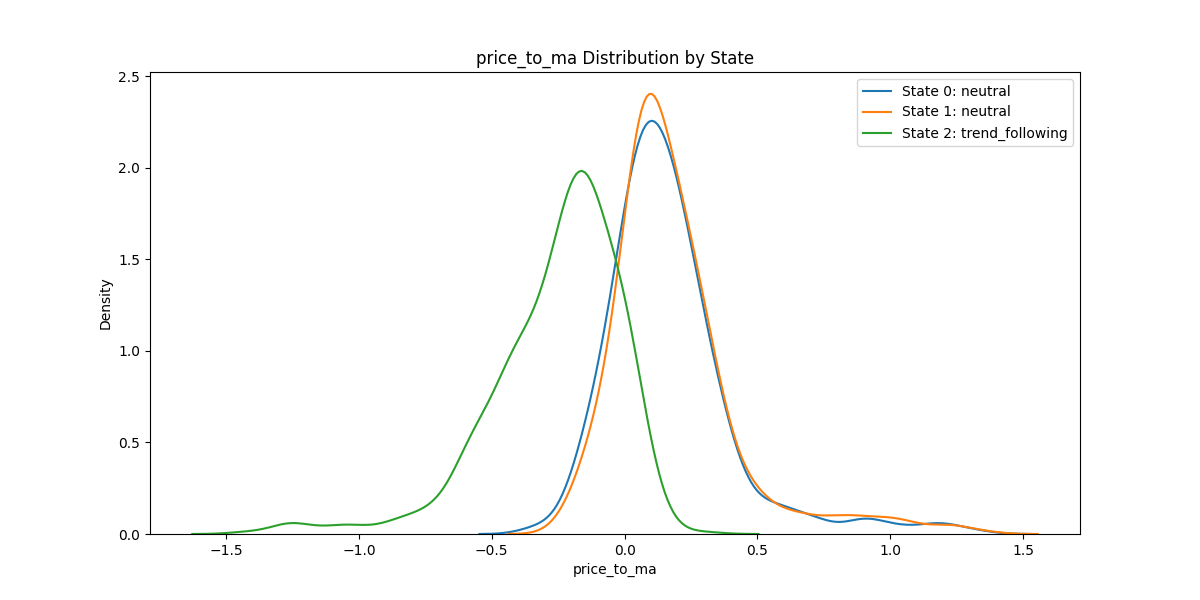 price_to_ma Distribution by State
State 0: neutral
State 1: neutral
State 2: trend_following
Density
2.5
2.0
1.5
1.0
0.5
0.0
−1.5 −1.0 −0.5 0.0 0.5 1.0 1.5
price_to_ma